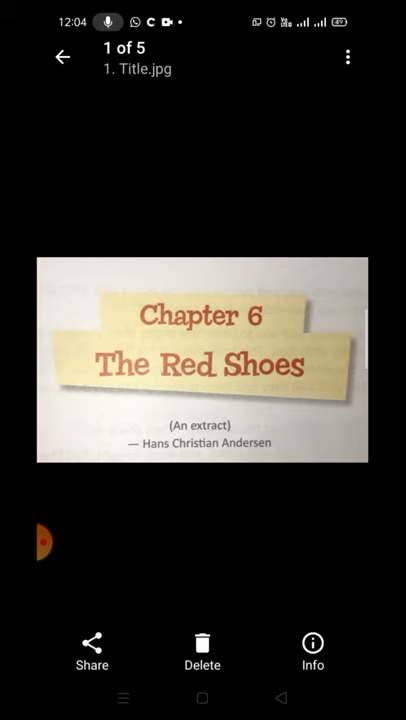 12:04
49
1 of 5
1. Title.jpg
Chapter 6
The Red Shoes
(An extract)
— Hans Christian Andersen
Share
Delete
Info